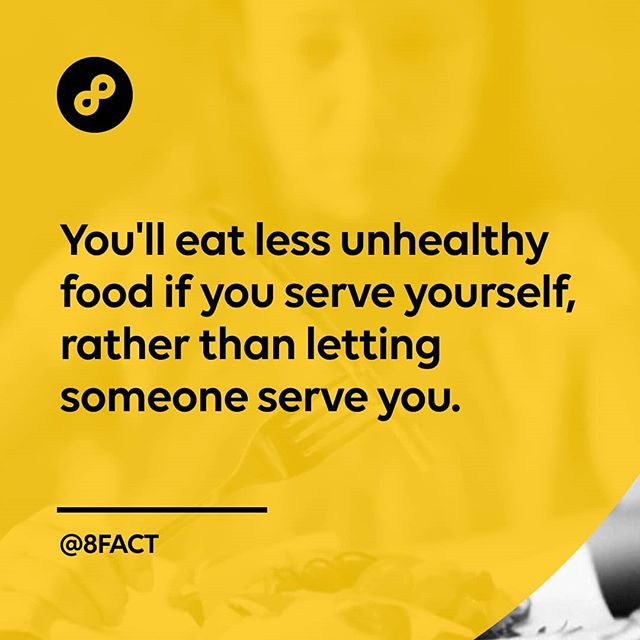 You'll eat less unhealthy
food if you serve yourself,
rather than letting
someone serve you.
@8FACT